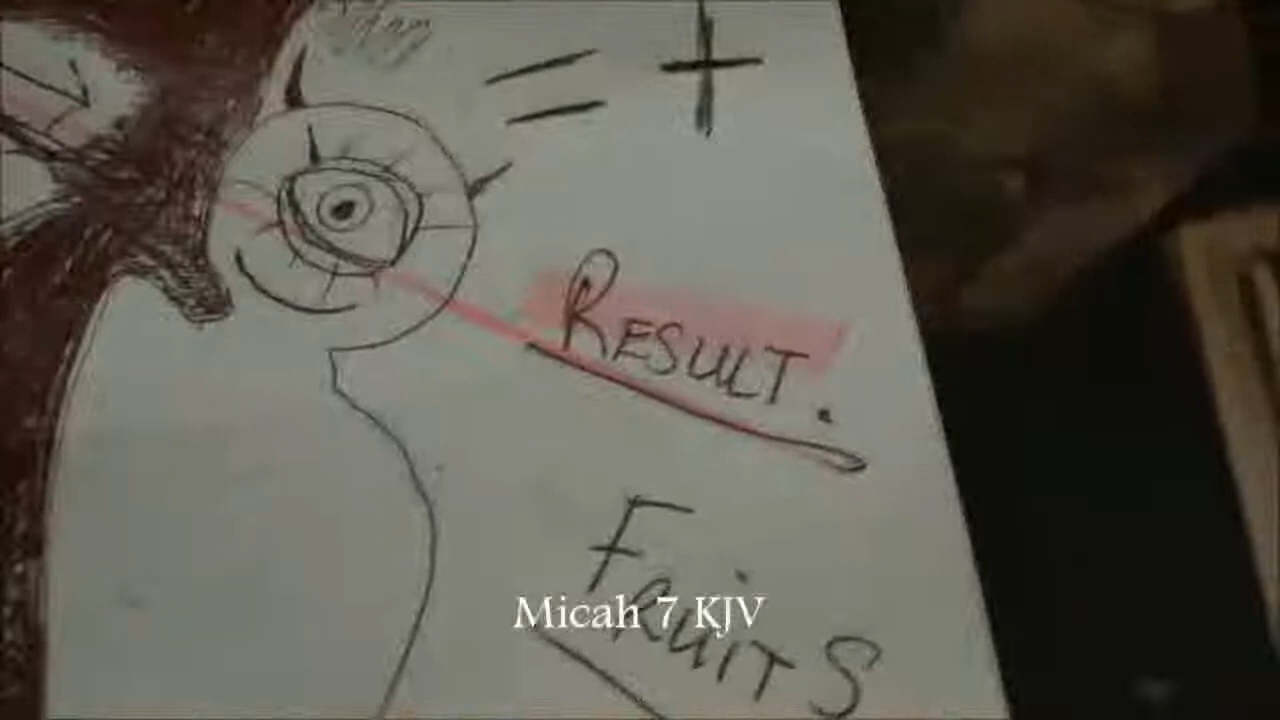 = +
RESULT.
FRUITS
Micah 7 KJV